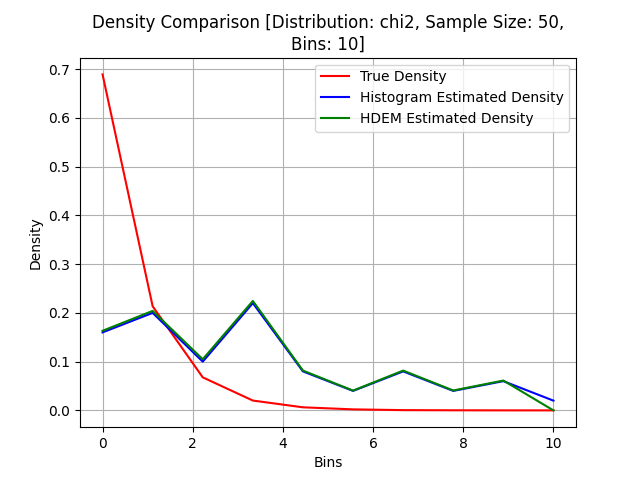 Density Comparison [Distribution: chi2, Sample Size: 50,
Bins: 10]
True Density
Histogram Estimated Density
HDEM Estimated Density
Density
0.7
0.6
0.5
0.4
0.3
0.2
0.1
0.0
0 2 4 6 8 10
Bins